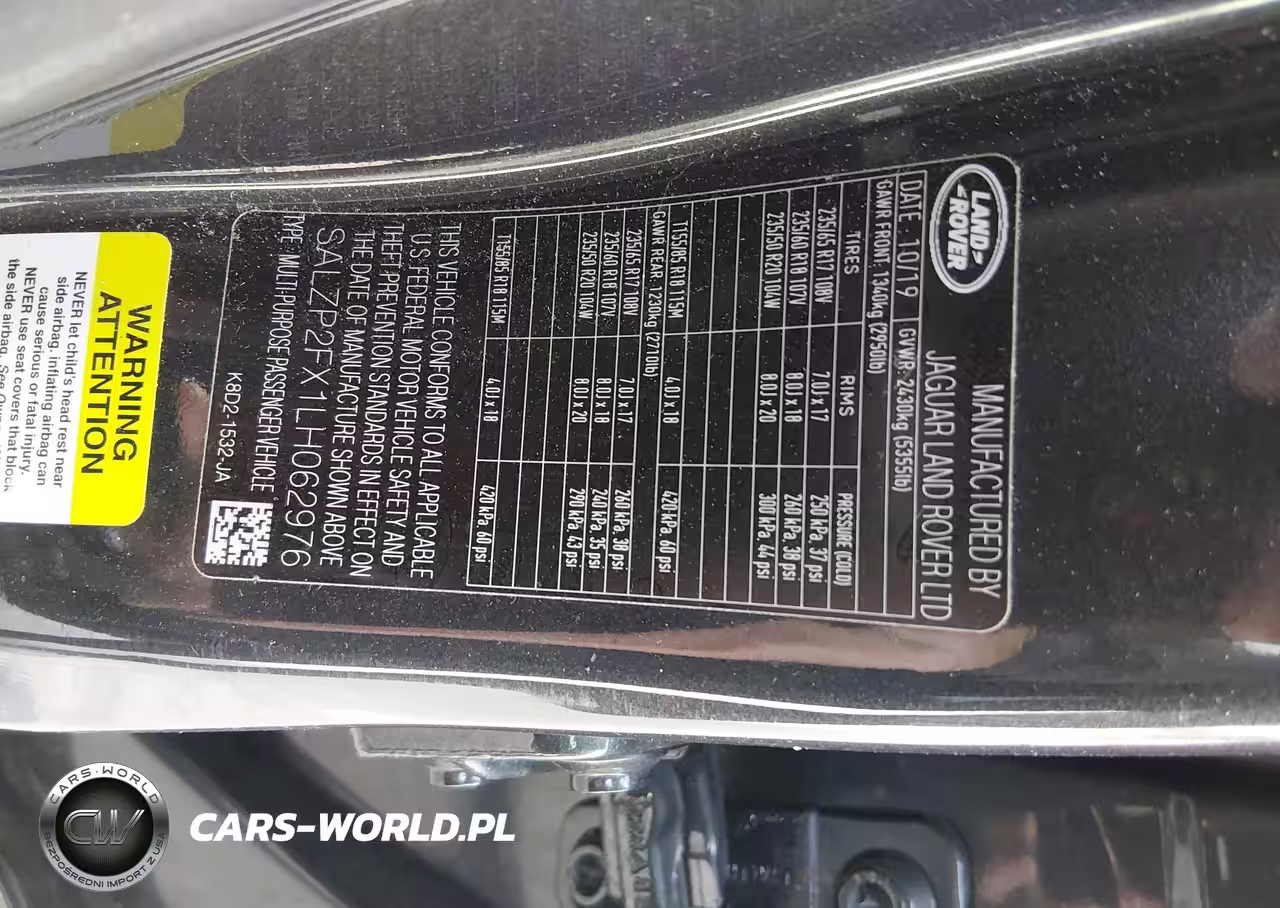 LAND-
-ROVER
MANUFACTURED BY
JAGUAR LAND ROVER LTD
DATE 10/19 GVWR: 2430kg (5355lb)
GAWR FRONT: 1340kg (2950lb)
TIRES RIMS PRESSURE (COLD)
235/65 R17 108V 7.0J x 17 250 kPa, 37 psi
235/60 R18 107V 8.0J x 18 260 kPa, 38 psi
235/50 R20 104W 8.0J x 20 300 kPa, 44 psi
T155/85 R18 115M 4.0J x 18 420 kPa, 60 psi
GAWR REAR: 1230kg (2710lb)
235/65 R17 108V 7.0J x 17 260 kPa, 38 psi
235/60 R18 107V 8.0J x 18 240 kPa, 35 psi
235/50 R20 104W 8.0J x 20 290 kPa, 43 psi
T155/85 R18 115M 4.0J x 18 420 kPa, 60 psi
THIS VEHICLE CONFORMS TO ALL APPLICABLE
U.S. FEDERAL MOTOR VEHICLE SAFETY AND
THEFT PREVENTION STANDARDS IN EFFECT ON
THE DATE OF MANUFACTURE SHOWN ABOVE
SALZP2FX1LH062976
TYPE: MULTI-PURPOSE PASSENGER VEHICLE
K8D2-1532-JA
WARNING
ATTENTION
NEVER let child's head rest near
side airbag. inflating airbag can
cause serious or fatal injury.
NEVER use seat covers that block
the side airbag. See
CARS-WORLD
CW
BEZPOŚREDNI IMPORT Z USA
CARS-WORLD.PL